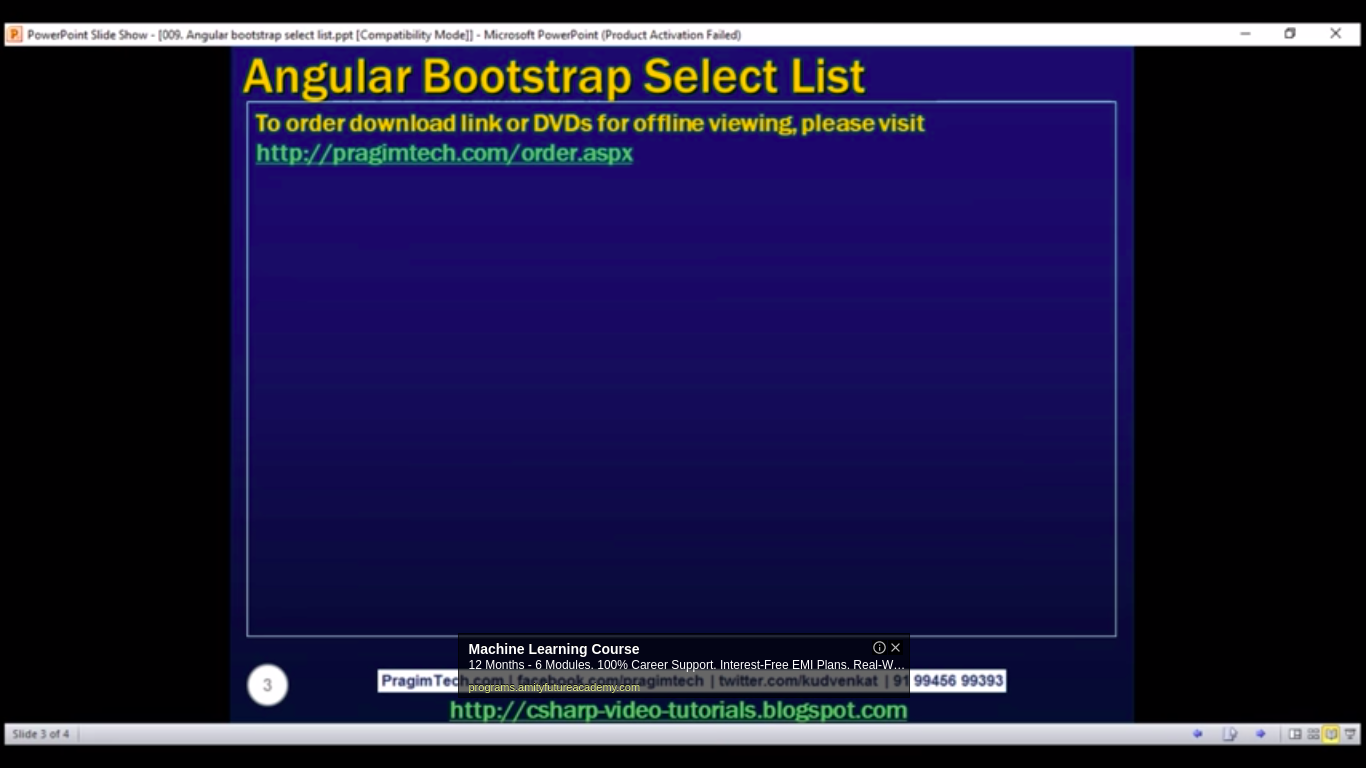 PowerPoint Slide Show - [009. Angular bootstrap select list.ppt [Compatibility Mode]] - Microsoft PowerPoint (Product Activation Failed)
Angular Bootstrap Select List
To order download link or DVDs for offline viewing, please visit
http://pragimtech.com/order.aspx
Machine Learning Course
12 Months - 6 Modules. 100% Career Support. Interest-Free EMI Plans. Real-W...
3
PragimTech.com | facebook.com/pragimtech | twitter.com/kudvenkat | 91 99456 99393
programs.amityfutureacademy.com
http://csharp-video-tutorials.blogspot.com
Slide 3 of 4